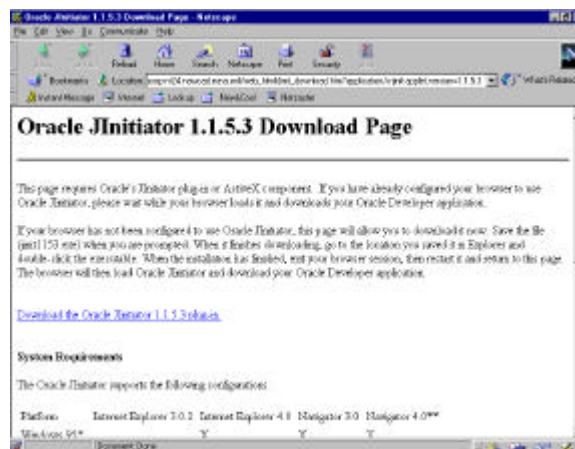 Oracle JInitiator 1.1.5.3 Download Page - Netscape
File Edit View Go Communicator Help
Reload Home Search Netscape Print Security
Bookmarks Location: What's Related
Instant Message Internet Lookup New&Cool Netcaster
Oracle JInitiator 1.1.5.3 Download Page
This page requires Oracle's JInitiator plug-in or ActiveX component. If you have already configured your browser to use
Oracle JInitiator, please wait while your browser loads it and downloads your Oracle Developer application.
If your browser has not been configured to use Oracle JInitiator, this page will allow you to download it now. Save the file
(jinit1153.exe) when you are prompted. When it finishes downloading, go to the location you saved it in Explorer and
double-click the executable. When the installation has finished, exit your browser session, then restart it and return to this page.
The browser will then load Oracle JInitiator and download your Oracle Developer application.
Download the Oracle JInitiator 1.1.5.3 plug-in.
System Requirements
The Oracle JInitiator supports the following configurations:
Platform Internet Explorer 3.0.2 Internet Explorer 4.0 Navigator 3.0 Navigator 4.0**
Windows 95* Y Y Y
Document: Done